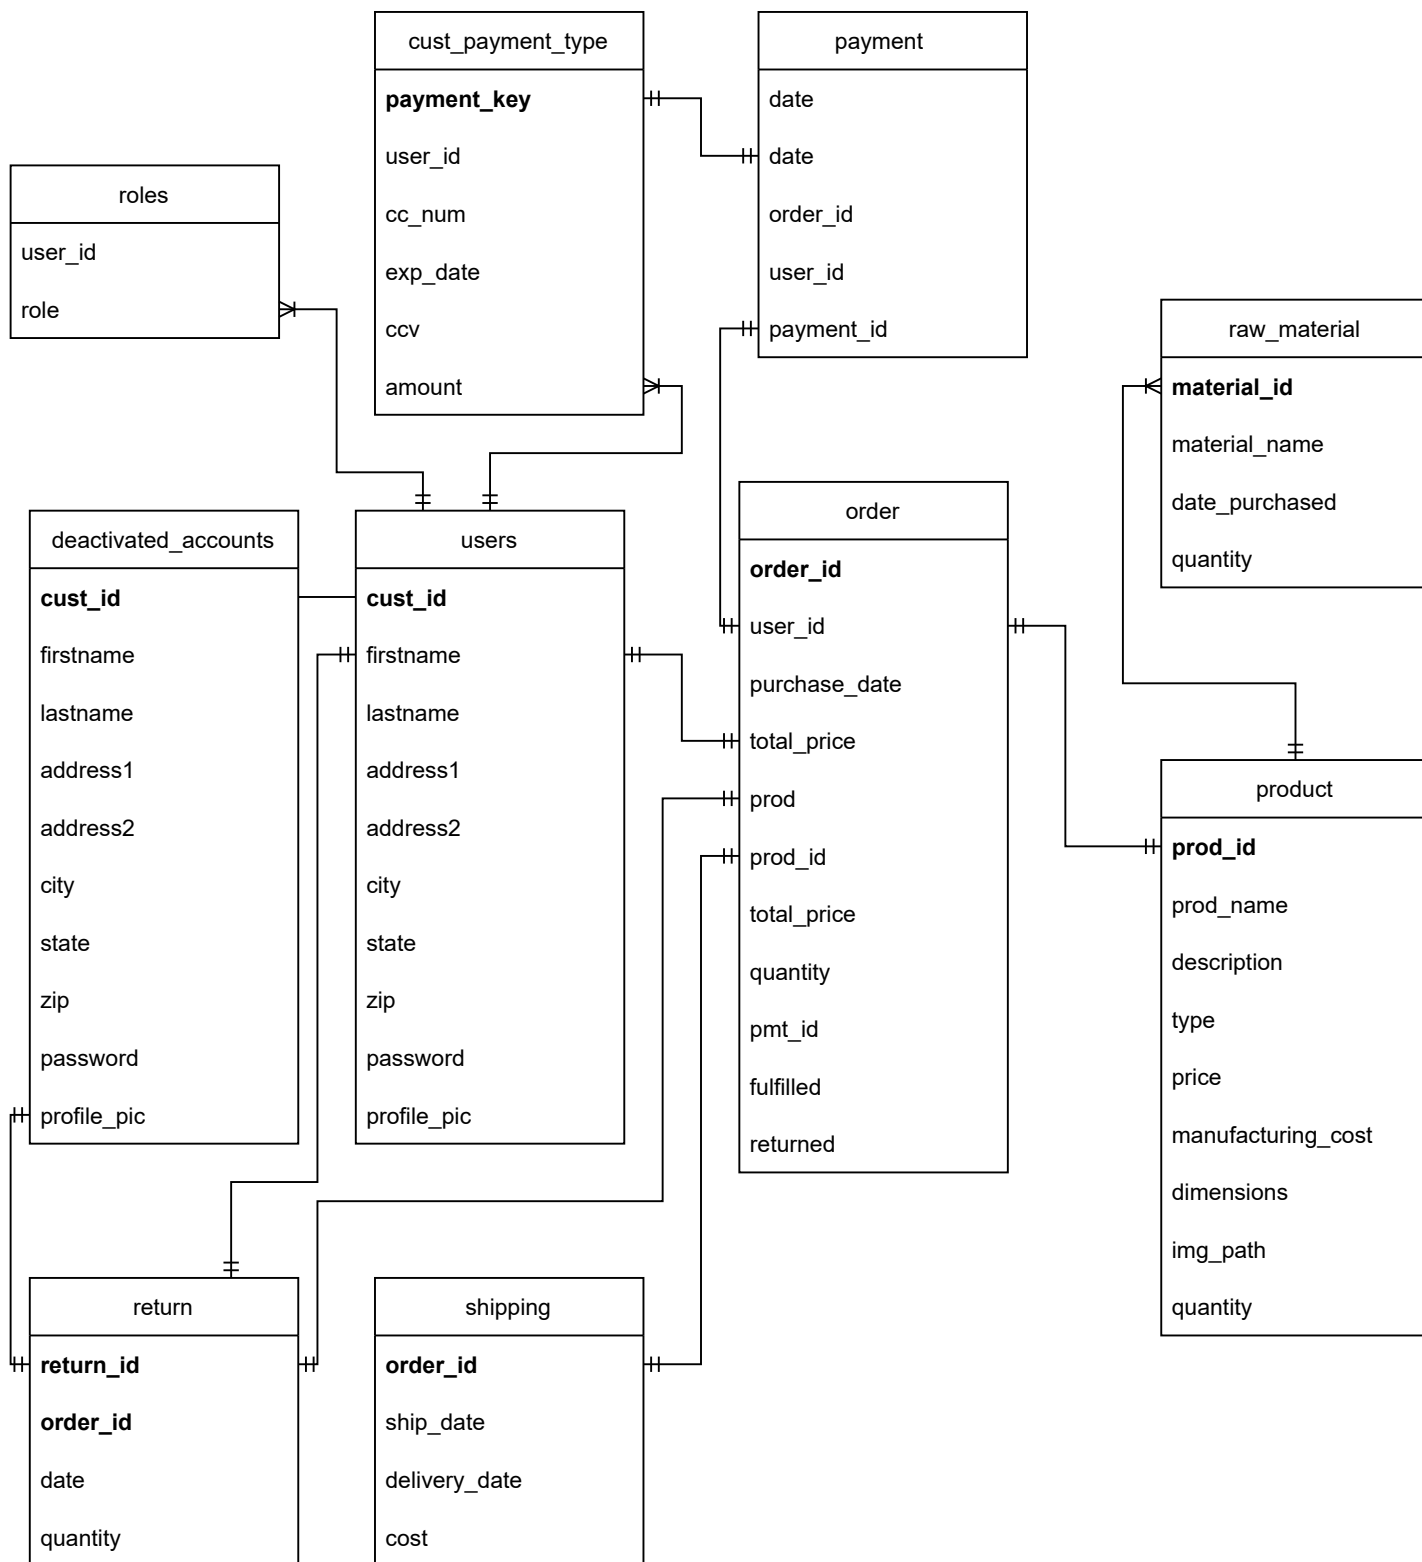 cust_payment_type
payment_key
user_id
cc_num
exp_date
ccv
amount
payment
date
date
order_id
user_id
payment_id
roles
user_id
role
raw_material
material_id
material_name
date_purchased
quantity
deactivated_accounts
cust_id
firstname
lastname
address1
address2
city
state
zip
password
profile_pic
users
cust_id
firstname
lastname
address1
address2
city
state
zip
password
profile_pic
order
order_id
user_id
purchase_date
total_price
prod
prod_id
total_price
quantity
pmt_id
fulfilled
returned
product
prod_id
prod_name
description
type
price
manufacturing_cost
dimensions
img_path
quantity
return
return_id
order_id
date
quantity
shipping
order_id
ship_date
delivery_date
cost